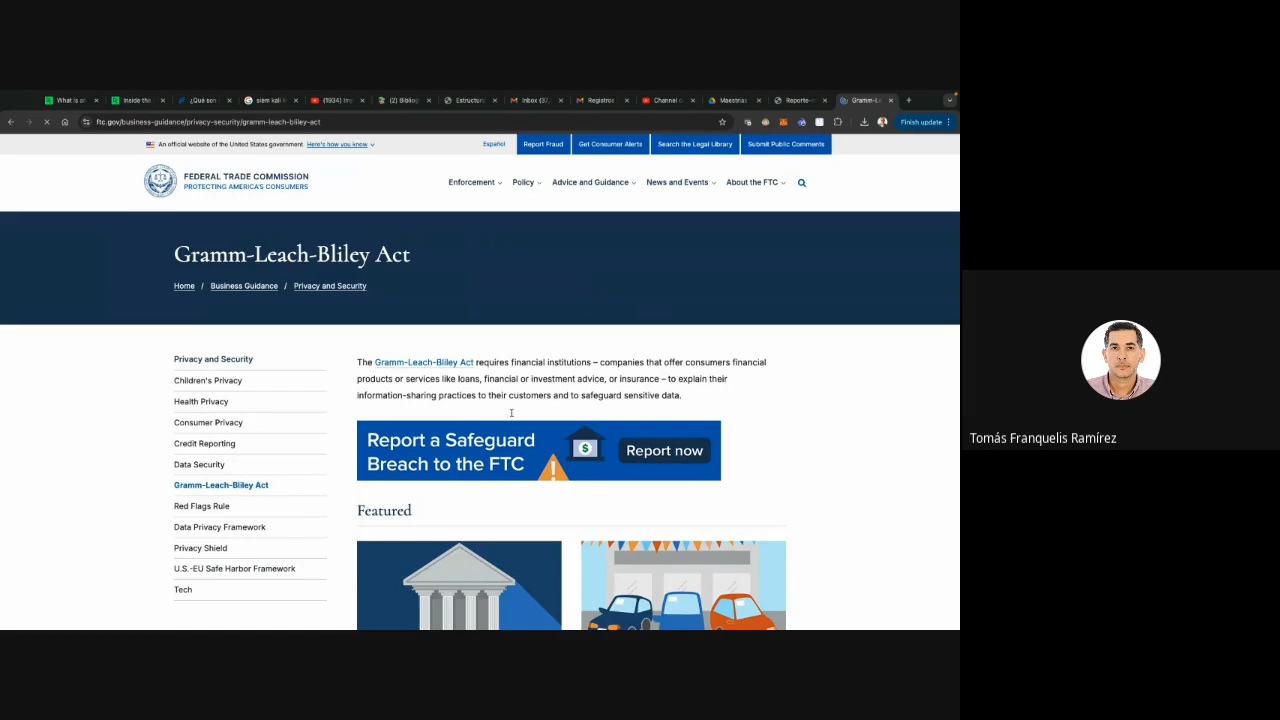 What is an
Inside the
¿Qué son
siem kali l
(1934) Imp
(2) Bibliog
Estructura
Inbox (37,
Registros
Channel c
Maestrias
Reporte-
Gramm-Le
ftc.gov/business-guidance/privacy-security/gramm-leach-bliley-act
Finish update
An official website of the United States government Here's how you know
Español
Report Fraud
Get Consumer Alerts
Search the Legal Library
Submit Public Comments
FEDERAL TRADE COMMISSION
PROTECTING AMERICA'S CONSUMERS
Enforcement
Policy
Advice and Guidance
News and Events
About the FTC
Gramm-Leach-Bliley Act
Home / Business Guidance / Privacy and Security
Privacy and Security
Children's Privacy
Health Privacy
Consumer Privacy
Credit Reporting
Data Security
Gramm-Leach-Bliley Act
Red Flags Rule
Data Privacy Framework
Privacy Shield
U.S.-EU Safe Harbor Framework
Tech
The Gramm-Leach-Bliley Act requires financial institutions – companies that offer consumers financial
products or services like loans, financial or investment advice, or insurance – to explain their
information-sharing practices to their customers and to safeguard sensitive data.
Report a Safeguard
Breach to the FTC
Report now
Featured
Tomás Franquelis Ramírez